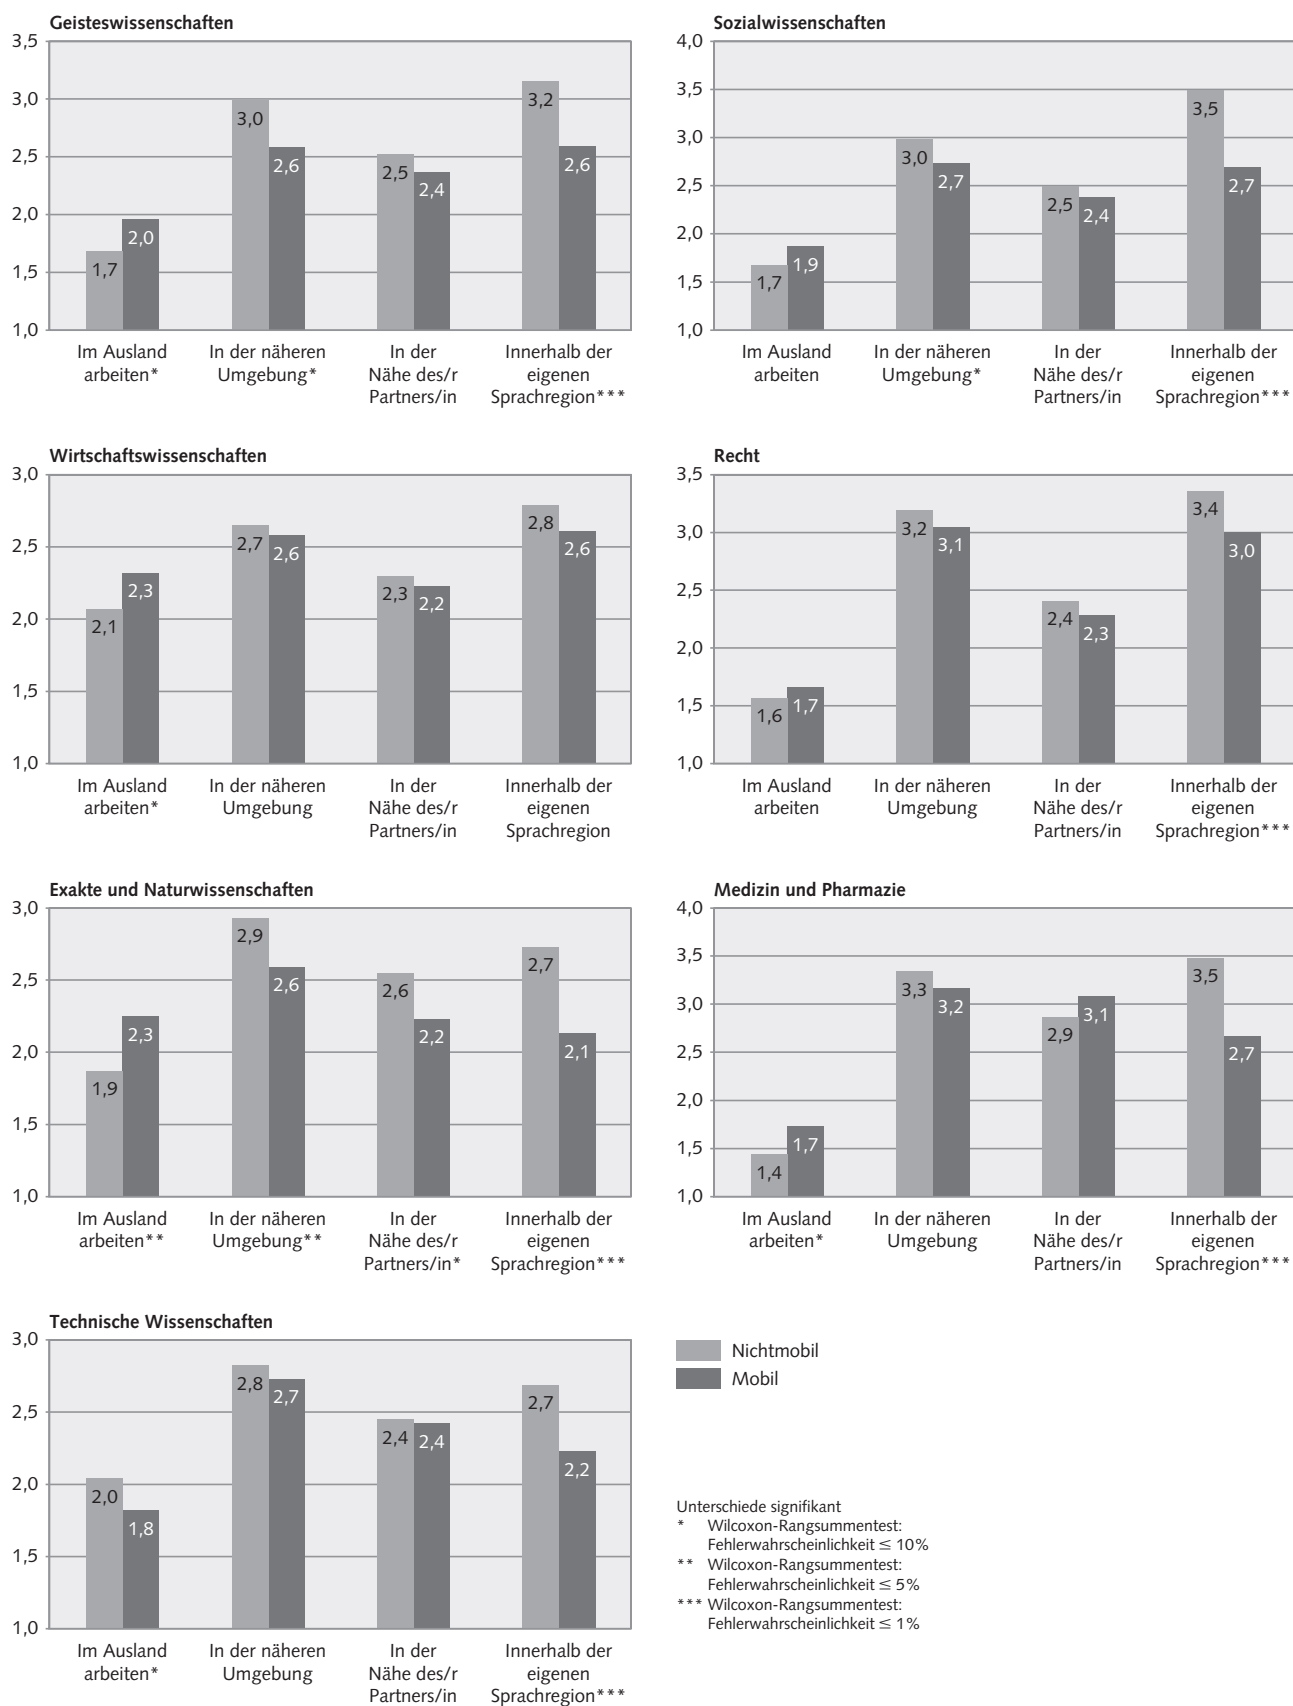 Geisteswissenschaften
3,5
3,0
2,5
2,0
1,5
1,0
1,7
2,0
3,0
2,6
2,5
2,4
3,2
2,6
Im Ausland
arbeiten*
In der näheren
Umgebung*
In der
Nähe des/r
Partners/in
Innerhalb der
eigenen
Sprachregion***
Sozialwissenschaften
4,0
3,5
3,0
2,5
2,0
1,5
1,0
1,7
1,9
3,0
2,7
2,5
2,4
3,5
2,7
Im Ausland
arbeiten
In der näheren
Umgebung*
In der
Nähe des/r
Partners/in
Innerhalb der
eigenen
Sprachregion***
Wirtschaftswissenschaften
3,0
2,5
2,0
1,5
1,0
2,1
2,3
2,7
2,6
2,3
2,2
2,8
2,6
Im Ausland
arbeiten*
In der näheren
Umgebung
In der
Nähe des/r
Partners/in
Innerhalb der
eigenen
Sprachregion
Recht
3,5
3,0
2,5
2,0
1,5
1,0
1,6
1,7
3,2
3,1
2,4
2,3
3,4
3,0
Im Ausland
arbeiten
In der näheren
Umgebung
In der
Nähe des/r
Partners/in
Innerhalb der
eigenen
Sprachregion***
Exakte und Naturwissenschaften
3,0
2,5
2,0
1,5
1,0
1,9
2,3
2,9
2,6
2,6
2,2
2,7
2,1
Im Ausland
arbeiten**
In der näheren
Umgebung**
In der
Nähe des/r
Partners/in*
Innerhalb der
eigenen
Sprachregion***
Medizin und Pharmazie
4,0
3,5
3,0
2,5
2,0
1,5
1,0
1,4
1,7
3,3
3,2
2,9
3,1
3,5
2,7
Im Ausland
arbeiten*
In der näheren
Umgebung
In der
Nähe des/r
Partners/in
Innerhalb der
eigenen
Sprachregion***
Technische Wissenschaften
3,0
2,5
2,0
1,5
1,0
2,0
1,8
2,8
2,7
2,4
2,4
2,7
2,2
Im Ausland
arbeiten*
In der näheren
Umgebung
In der
Nähe des/r
Partners/in
Innerhalb der
eigenen
Sprachregion***
Nichtmobil
Mobil
Unterschiede signifikant
* Wilcoxon-Rangsummentest:
Fehlerwahrscheinlichkeit ≤ 10%
** Wilcoxon-Rangsummentest:
Fehlerwahrscheinlichkeit ≤ 5%
*** Wilcoxon-Rangsummentest:
Fehlerwahrscheinlichkeit ≤ 1%